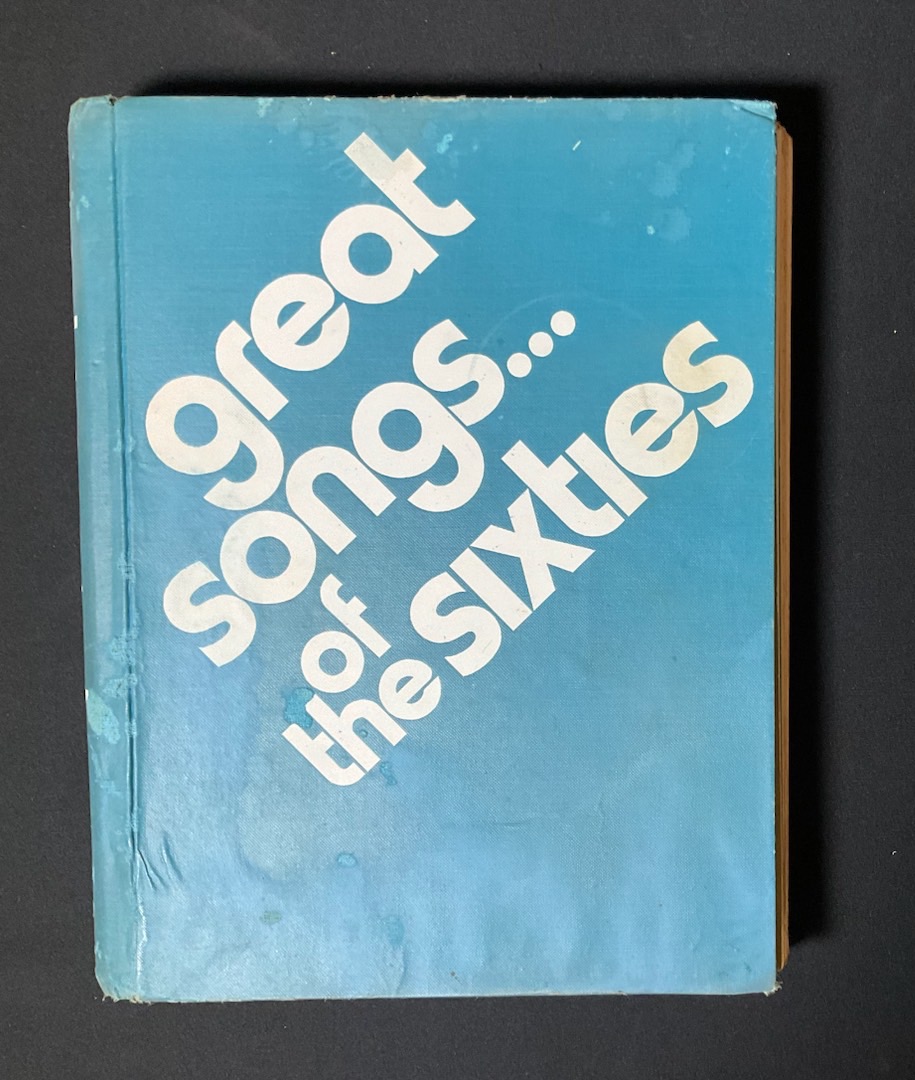 great
songs...
of
the sixties